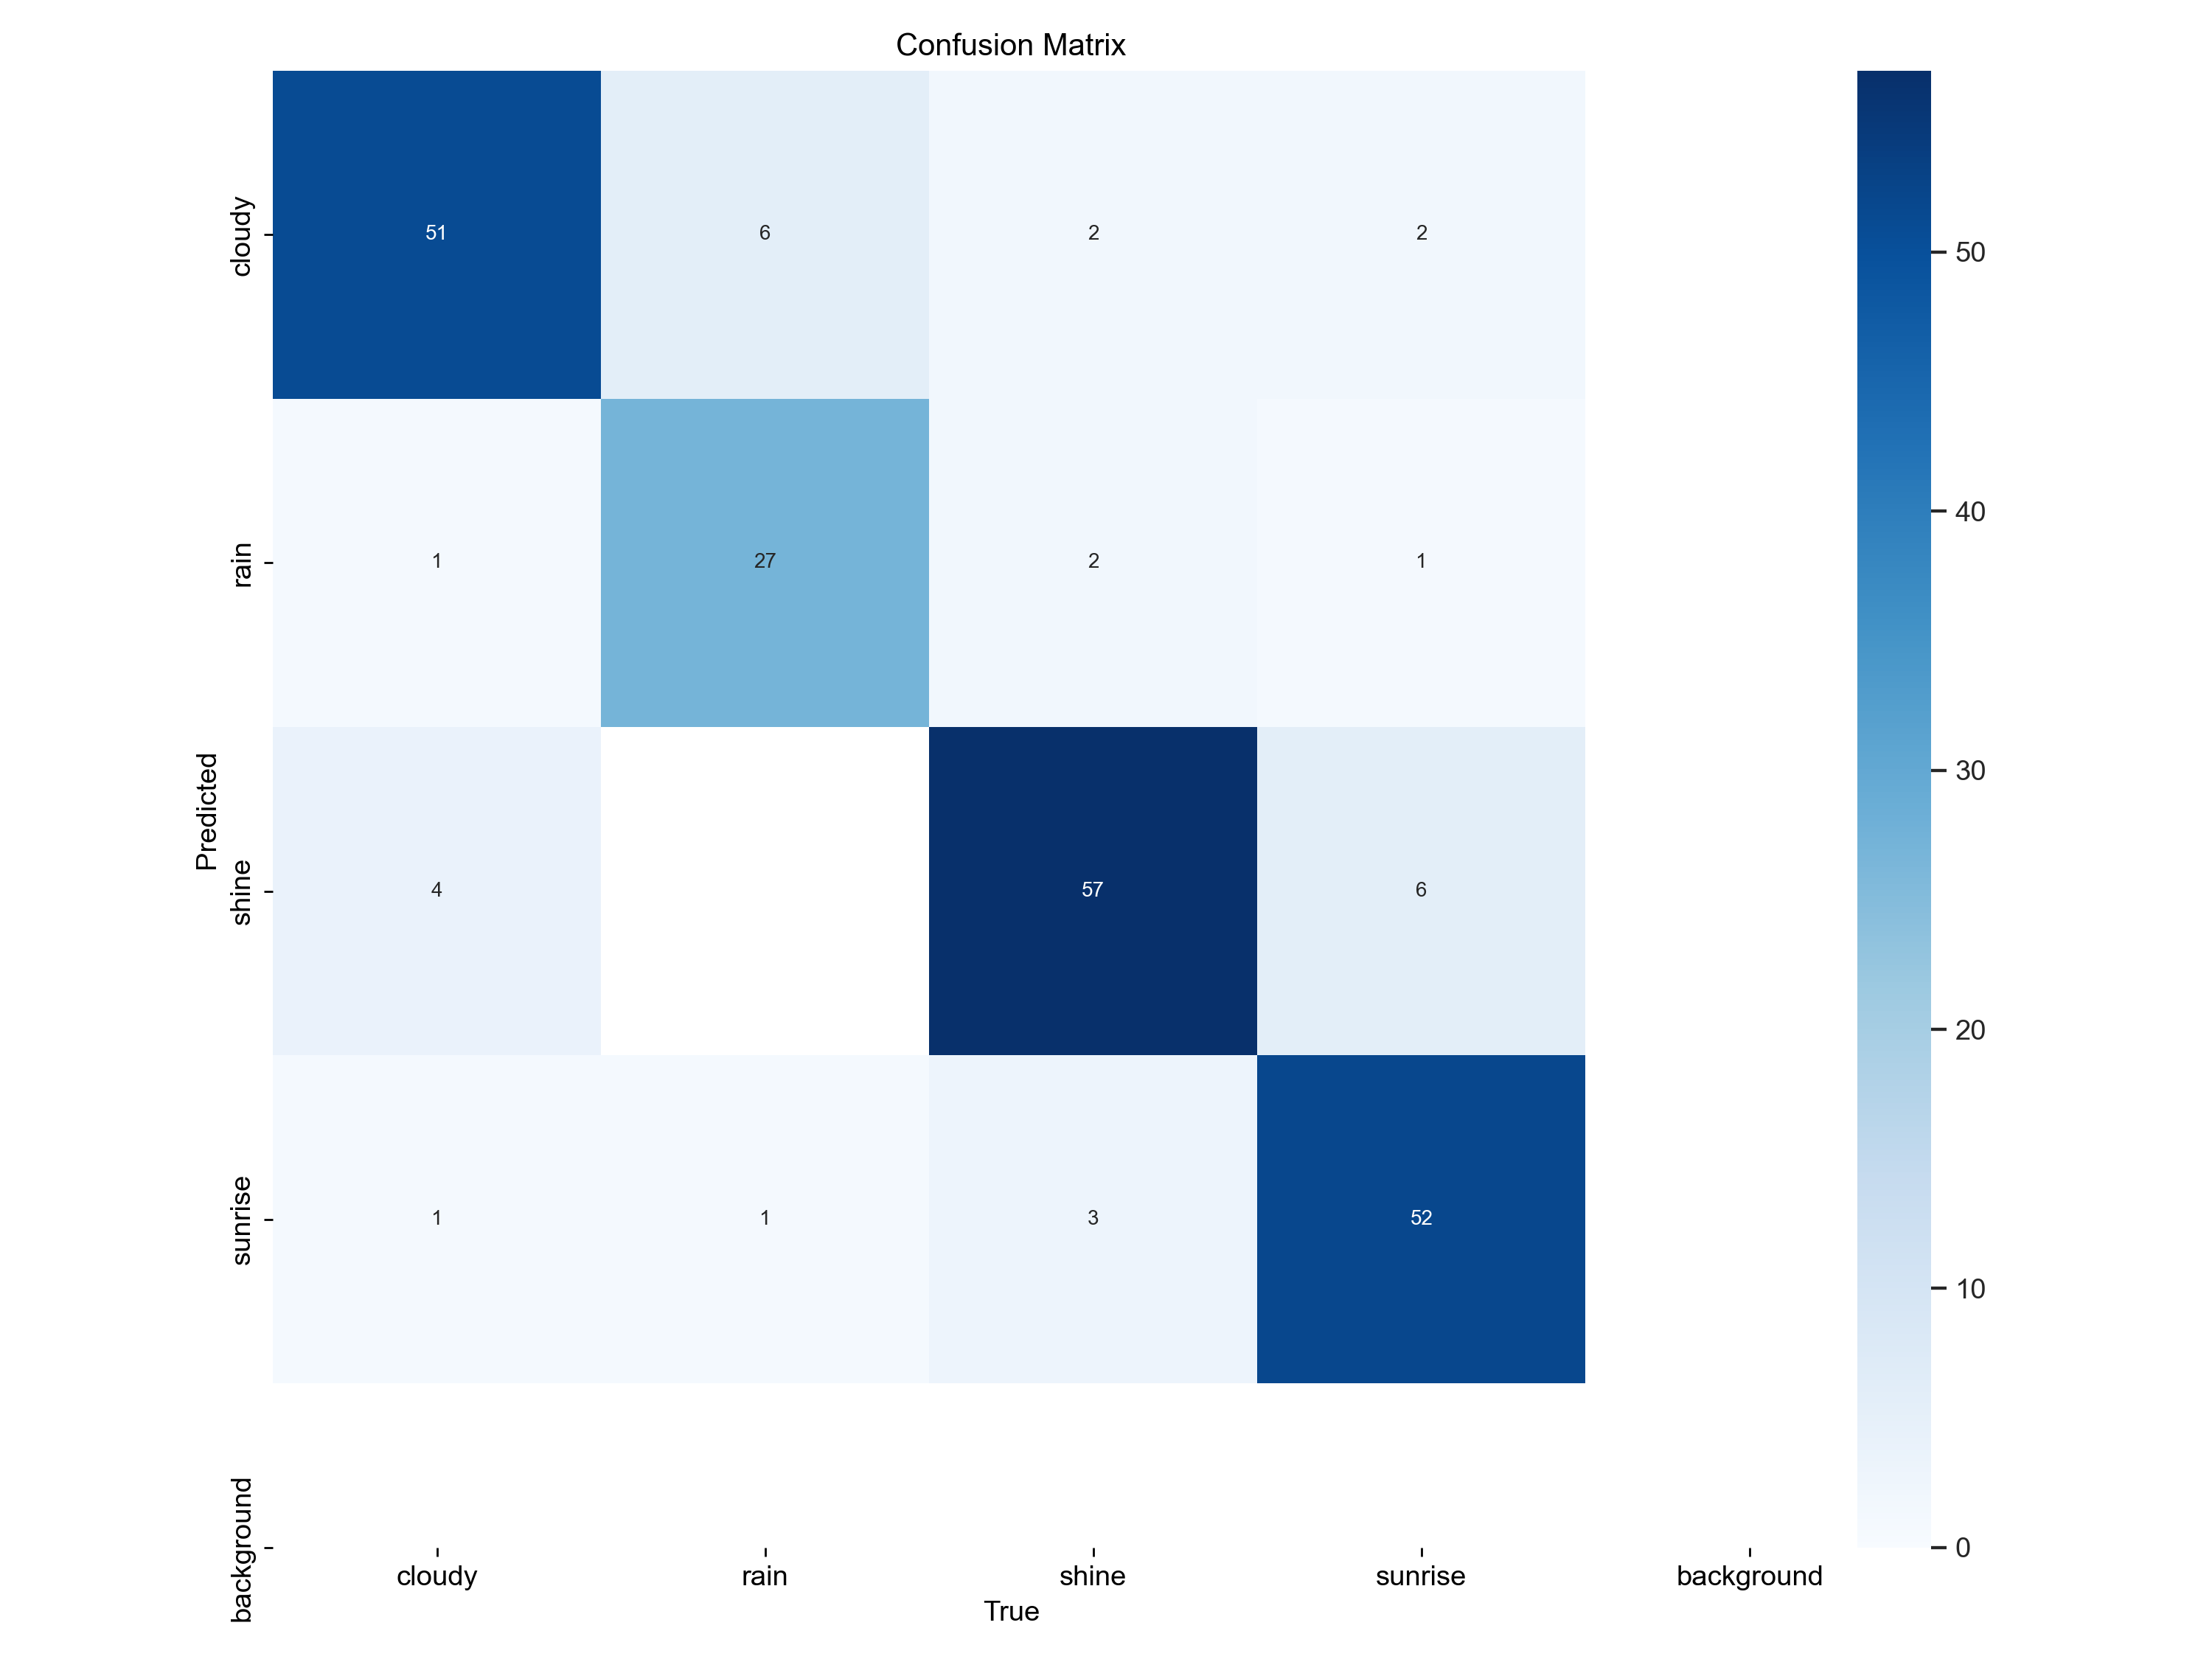 Confusion Matrix
cloudy
51
6
2
2
50
40
rain
1
27
2
1
30
Predicted
shine
4
57
6
20
sunrise
1
1
3
52
10
background
0
cloudy
rain
shine
sunrise
background
True